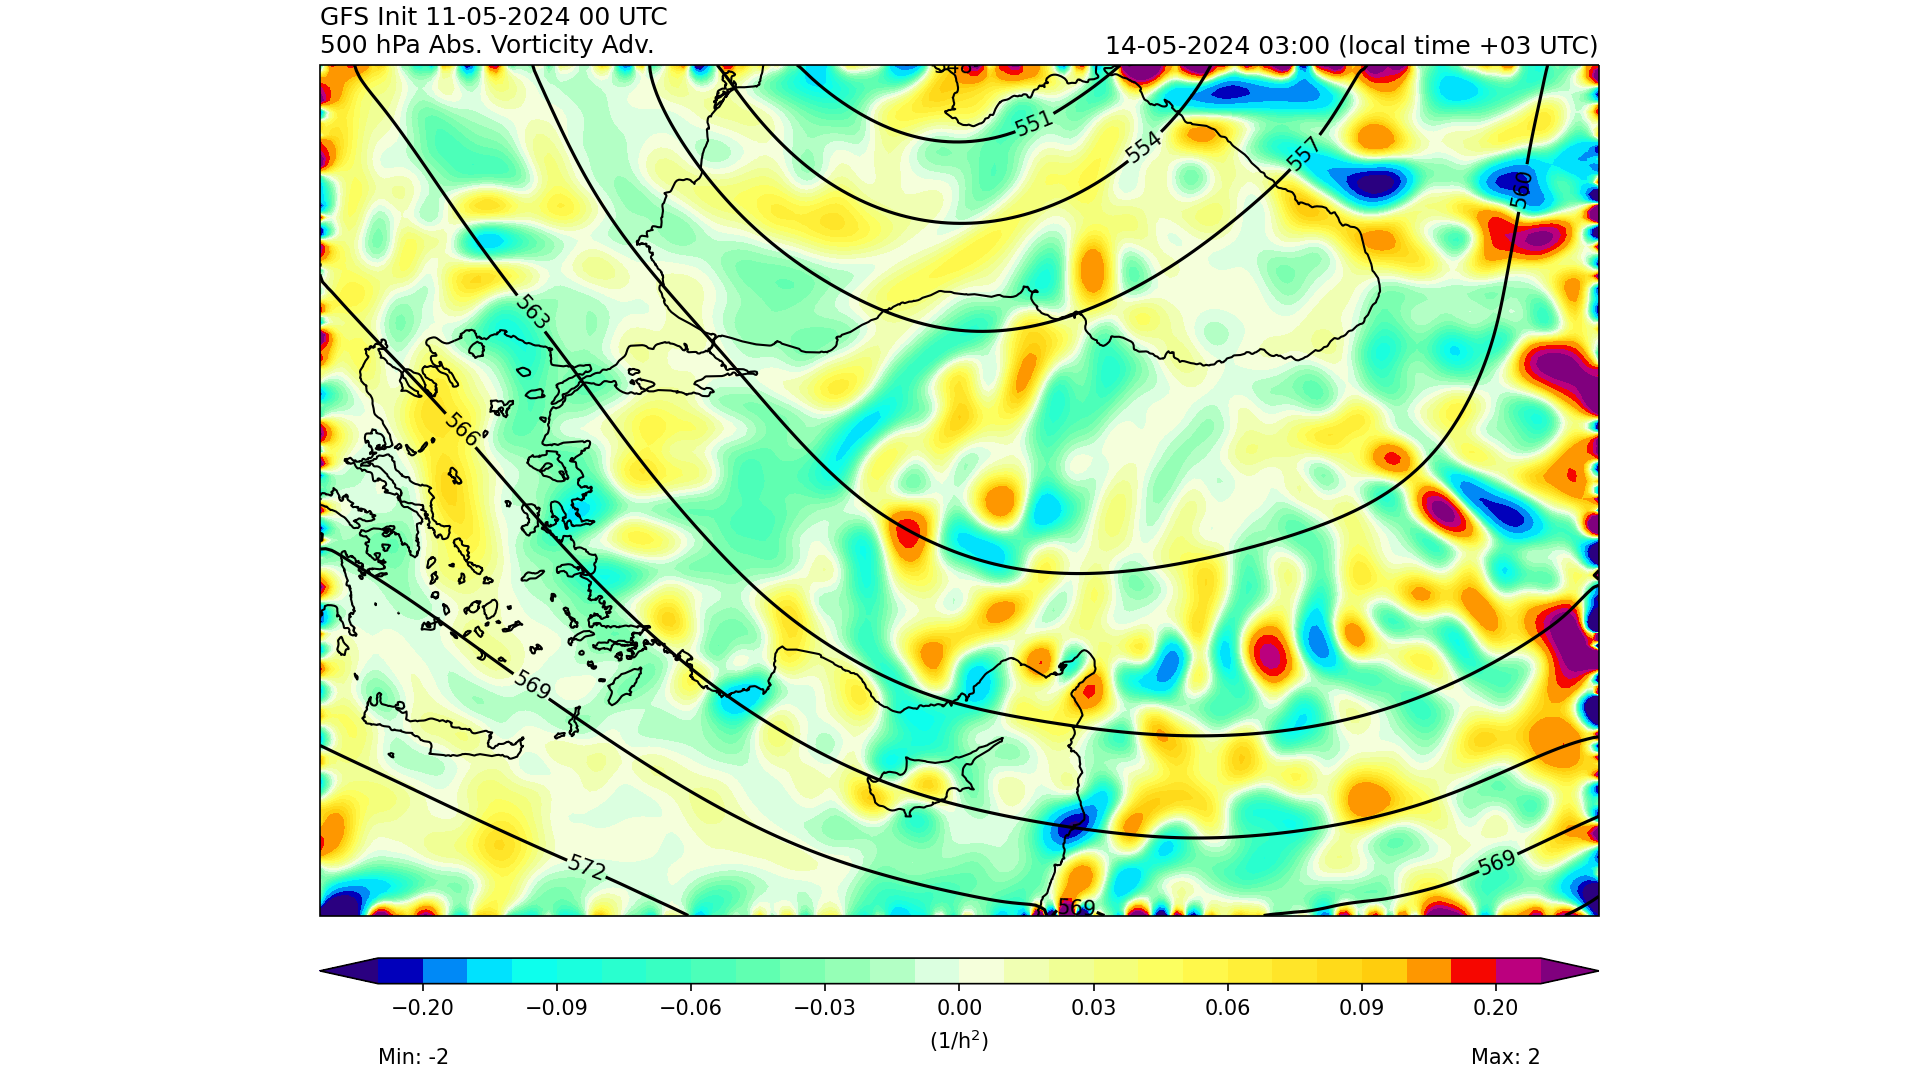 GFS Init 11-05-2024 00 UTC
500 hPa Abs. Vorticity Adv.
14-05-2024 03:00 (local time +03 UTC)
548
551
554
557
560
563
566
569
572
569
569
−0.20 −0.09 −0.06 −0.03 0.00 0.03 0.06 0.09 0.20
(1/h²)
Min: -2 Max: 2